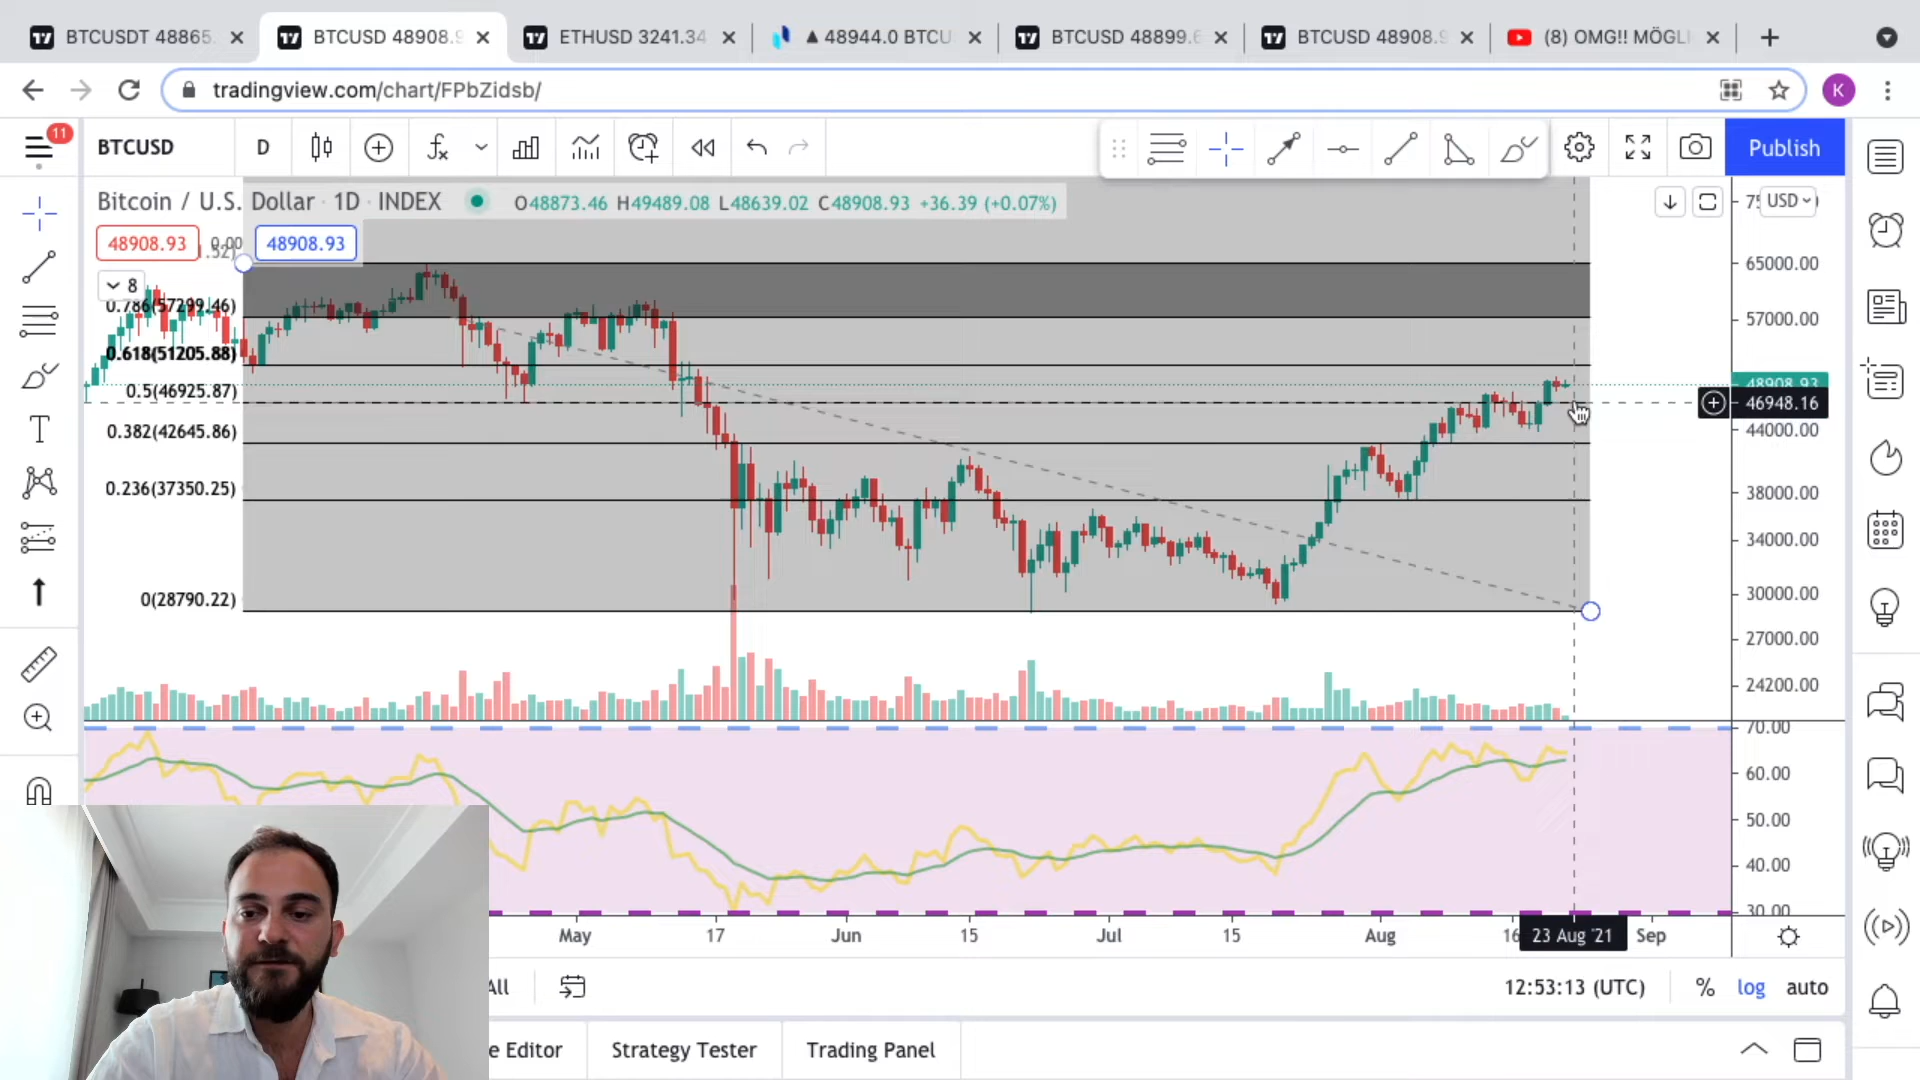 BTCUSDT 48865.
BTCUSD 48908.9
ETHUSD 3241.34
▲ 48944.0 BTCU
BTCUSD 48899.6
BTCUSD 48908.9
(8) OMG!! MÖGLI
tradingview.com/chart/FPbZidsb/
K
11
BTCUSD
D
Publish
Bitcoin / U.S. Dollar · 1D · INDEX
O48873.46 H49489.08 L48639.02 C48908.93 +36.39 (+0.07%)
USD
48908.93
0.00
48908.93
8
65000.00
0.786(57299.46)
57000.00
0.618(51205.88)
48908.93
0.5(46925.87)
46948.16
0.382(42645.86)
44000.00
0.236(37350.25)
38000.00
34000.00
0(28790.22)
30000.00
27000.00
24200.00
70.00
60.00
50.00
40.00
30.00
May
17
Jun
15
Jul
15
Aug
16
23 Aug '21
Sep
All
12:53:13 (UTC)
%
log
auto
e Editor
Strategy Tester
Trading Panel